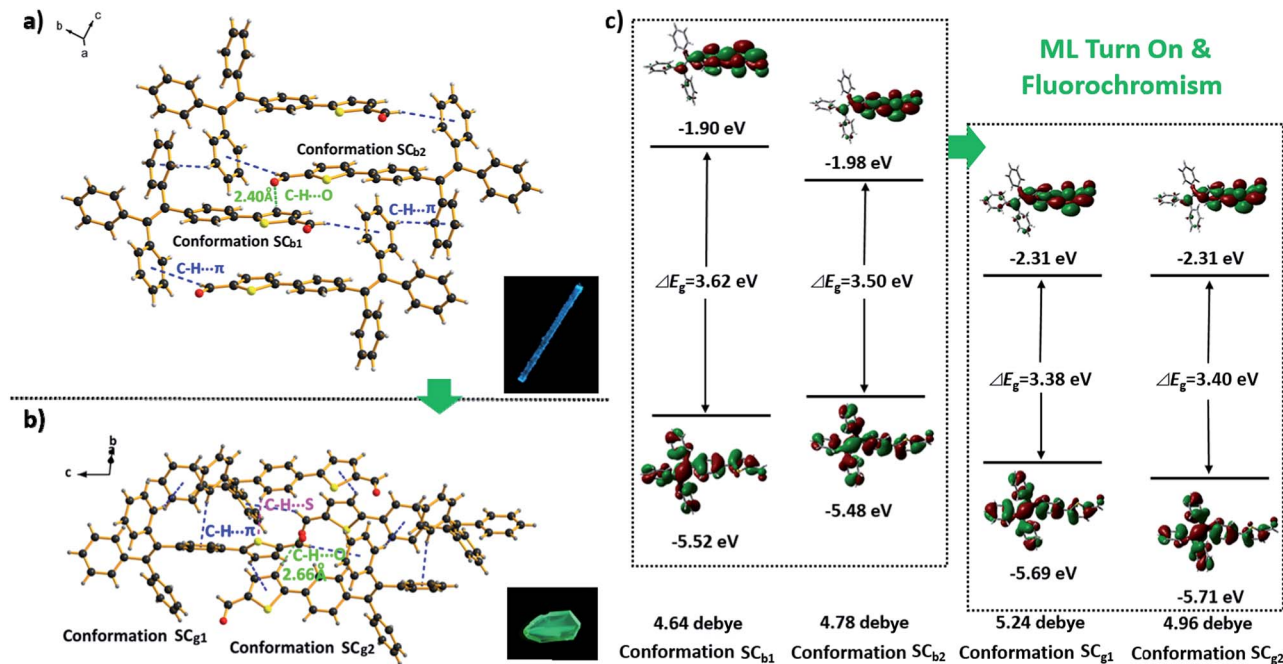 a)
c
b
a
Conformation SCb2
2.40Å
C-H···O
C-H···π
Conformation SCb1
C-H···π
b)
b
c
C-H···S
C-H···π
C-H···O
2.66Å
Conformation SCg1
Conformation SCg2
c)
-1.90 eV
-1.98 eV
⊿Eg=3.62 eV
⊿Eg=3.50 eV
-5.52 eV
-5.48 eV
4.64 debye
Conformation SCb1
4.78 debye
Conformation SCb2
ML Turn On &
Fluorochromism
-2.31 eV
-2.31 eV
⊿Eg=3.38 eV
⊿Eg=3.40 eV
-5.69 eV
-5.71 eV
5.24 debye
Conformation SCg1
4.96 debye
Conformation SCg2